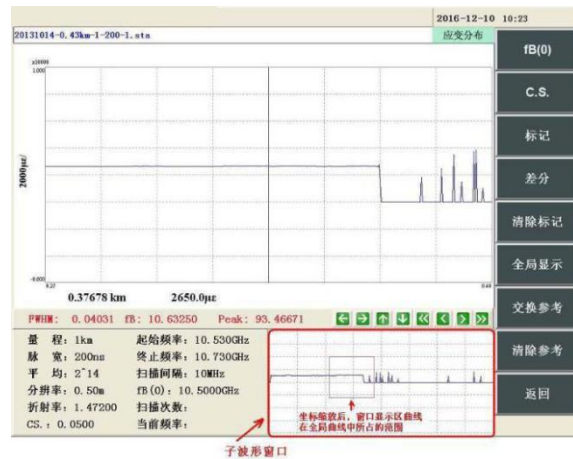 2016-12-10 10:23
20131014-0.43km-1-200-1.sta
应变分布
fB(0)
C.S.
标记
差分
清除标记
全局显示
交换参考
清除参考
返回
2000με/
0.37678 km 2650.0με
FWHM: 0.04031 fB: 10.63250 Peak: 93.46671
量 程: 1km 起始频率: 10.530GHz
脉 宽: 200ns 终止频率: 10.730GHz
平 均: 2^14 扫描间隔: 10MHz
分辨率: 0.50m fB(0): 10.5000GHz
折射率: 1.47200 扫描次数:
CS.: 0.0500 当前频率:
坐标缩放后,窗口显示区曲线
在全局曲线中所占的范围
子波形窗口